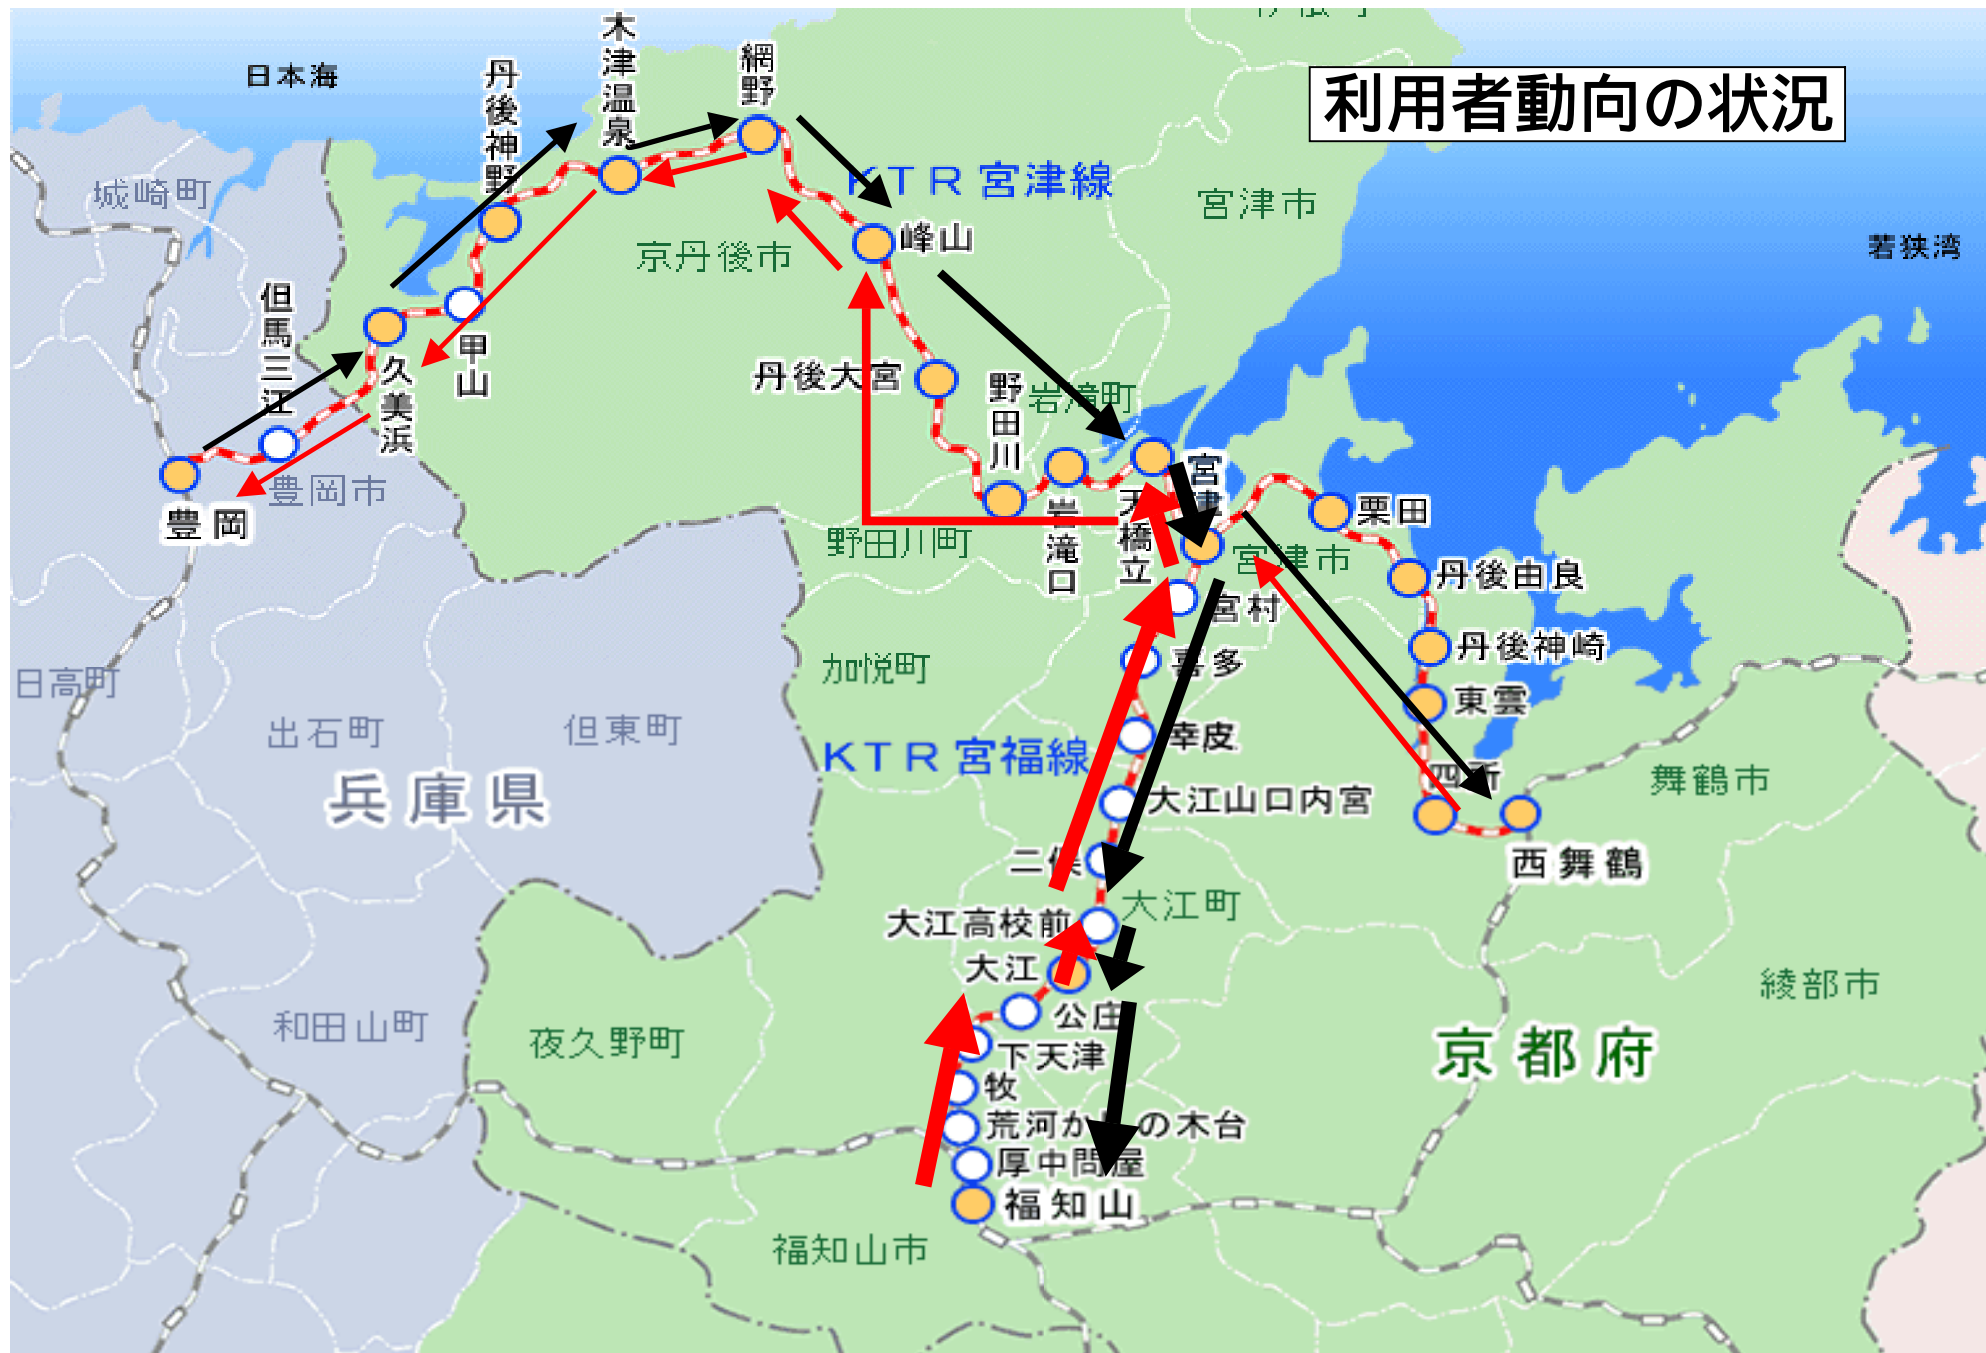 利用者動向の状況
日本海
若狭湾
木津温泉
網野
丹後神野
城崎町
KTR宮津線
宮津市
京丹後市
峰山
但馬三江
甲山
久美浜
丹後大宮
野田川
岩滝町
豊岡市
豊岡
宮津
天橋立
岩滝口
栗田
野田川町
宮津市
丹後由良
宮村
丹後神崎
喜多
加悦町
日高町
東雲
出石町
但東町
幸皮
KTR宮福線
四所
舞鶴市
兵庫県
大江山口内宮
西舞鶴
二俣
大江町
大江高校前
大江
綾部市
公庄
和田山町
夜久野町
下天津
京都府
牧
荒河か
の木台
厚中問屋
福知山
福知山市